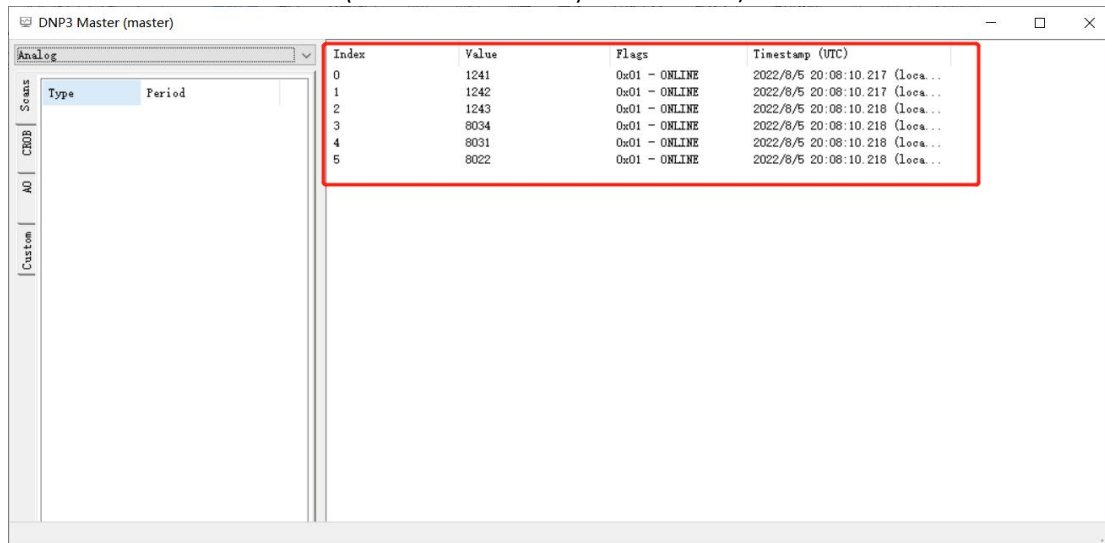 DNP3 Master (master)
Analog
Scans
CROB
AO
Custom
Type Period
Index Value Flags Timestamp (UTC)
0 1241 0x01 - ONLINE 2022/8/5 20:08:10.217 (loca...
1 1242 0x01 - ONLINE 2022/8/5 20:08:10.217 (loca...
2 1243 0x01 - ONLINE 2022/8/5 20:08:10.218 (loca...
3 8034 0x01 - ONLINE 2022/8/5 20:08:10.218 (loca...
4 8031 0x01 - ONLINE 2022/8/5 20:08:10.218 (loca...
5 8022 0x01 - ONLINE 2022/8/5 20:08:10.218 (loca...